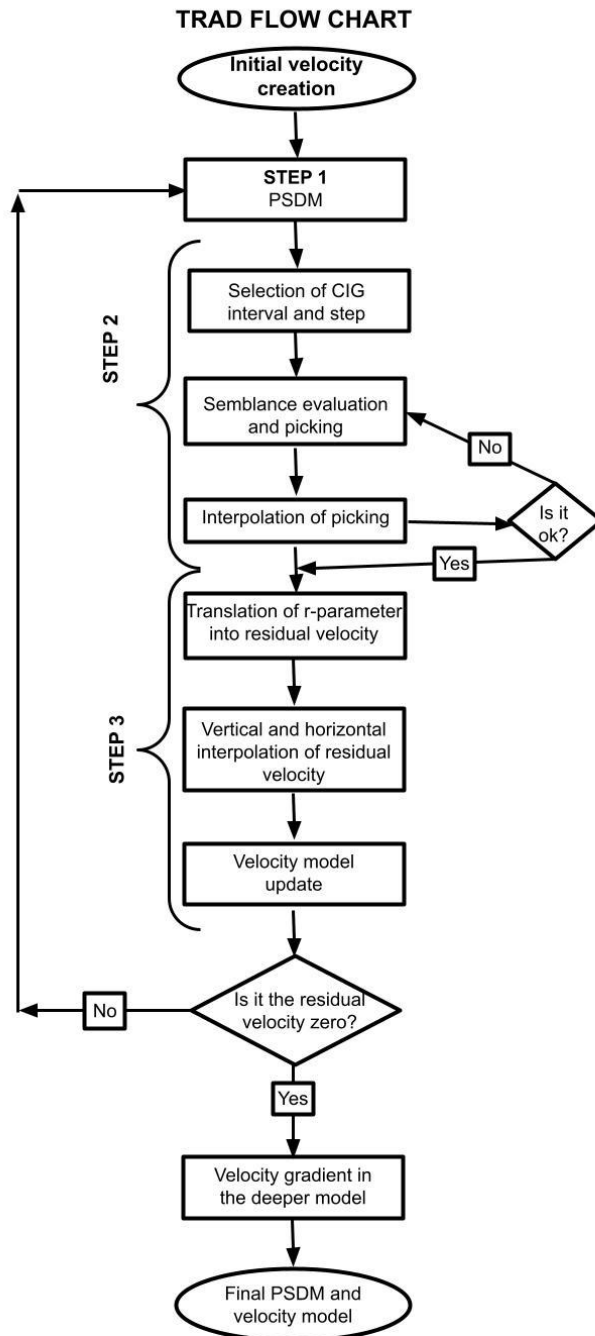 TRAD FLOW CHART
Initial velocity
creation
STEP 1
PSDM
STEP 2
Selection of CIG
interval and step
Semblance evaluation
and picking
No
Interpolation of picking
Is it
ok?
Yes
STEP 3
Translation of r-parameter
into residual velocity
Vertical and horizontal
interpolation of residual
velocity
Velocity model
update
Is it the residual
velocity zero?
No
Yes
Velocity gradient in
the deeper model
Final PSDM and
velocity model